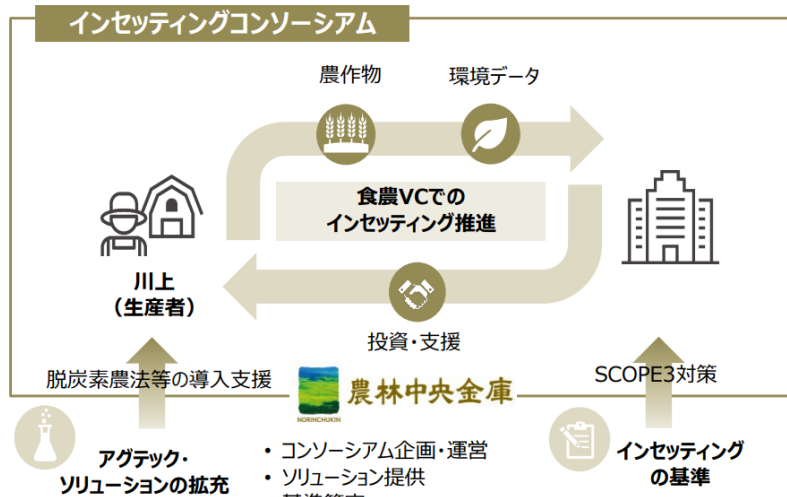 インセッティングコンソーシアム
農作物
環境データ
食農VCでの
インセッティング推進
川上
（生産者）
投資・支援
脱炭素農法等の導入支援
SCOPE3対策
NORINCHUKIN
農林中央金庫
アグテック・
ソリューションの拡充
• コンソーシアム企画・運営
• ソリューション提供
インセッティング
の基準